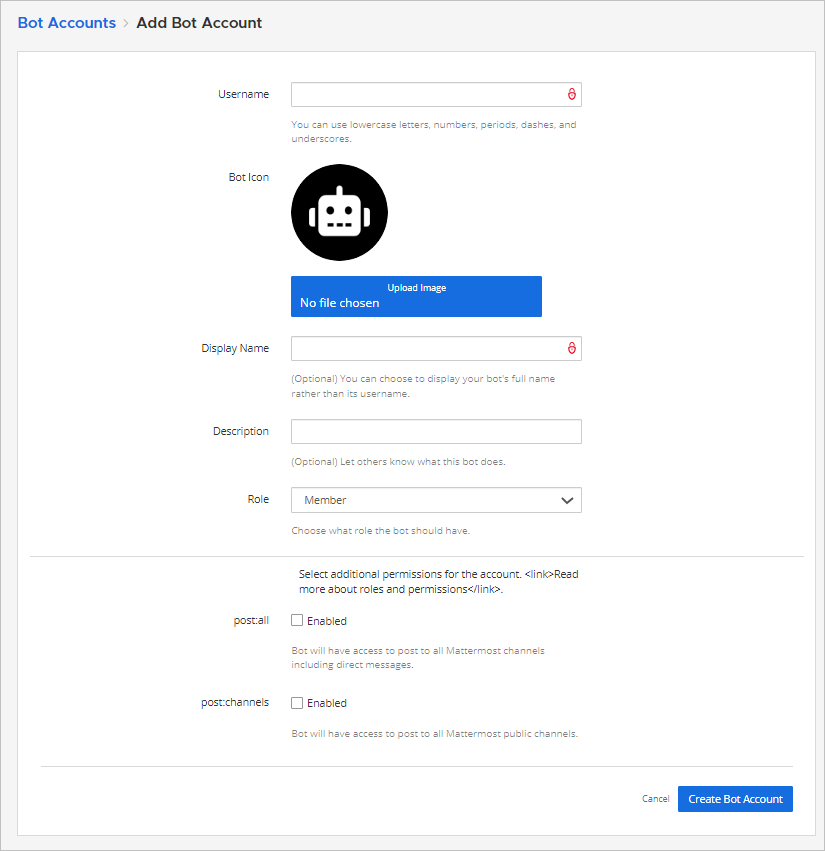 Bot Accounts > Add Bot Account
Username
You can use lowercase letters, numbers, periods, dashes, and
underscores.
Bot Icon
Upload Image
No file chosen
Display Name
(Optional) You can choose to display your bot's full name
rather than its username.
Description
(Optional) Let others know what this bot does.
Role
Member
Choose what role the bot should have.
Select additional permissions for the account. <link>Read
more about roles and permissions</link>.
post:all
Enabled
Bot will have access to post to all Mattermost channels
including direct messages.
post:channels
Enabled
Bot will have access to post to all Mattermost public channels.
Cancel
Create Bot Account